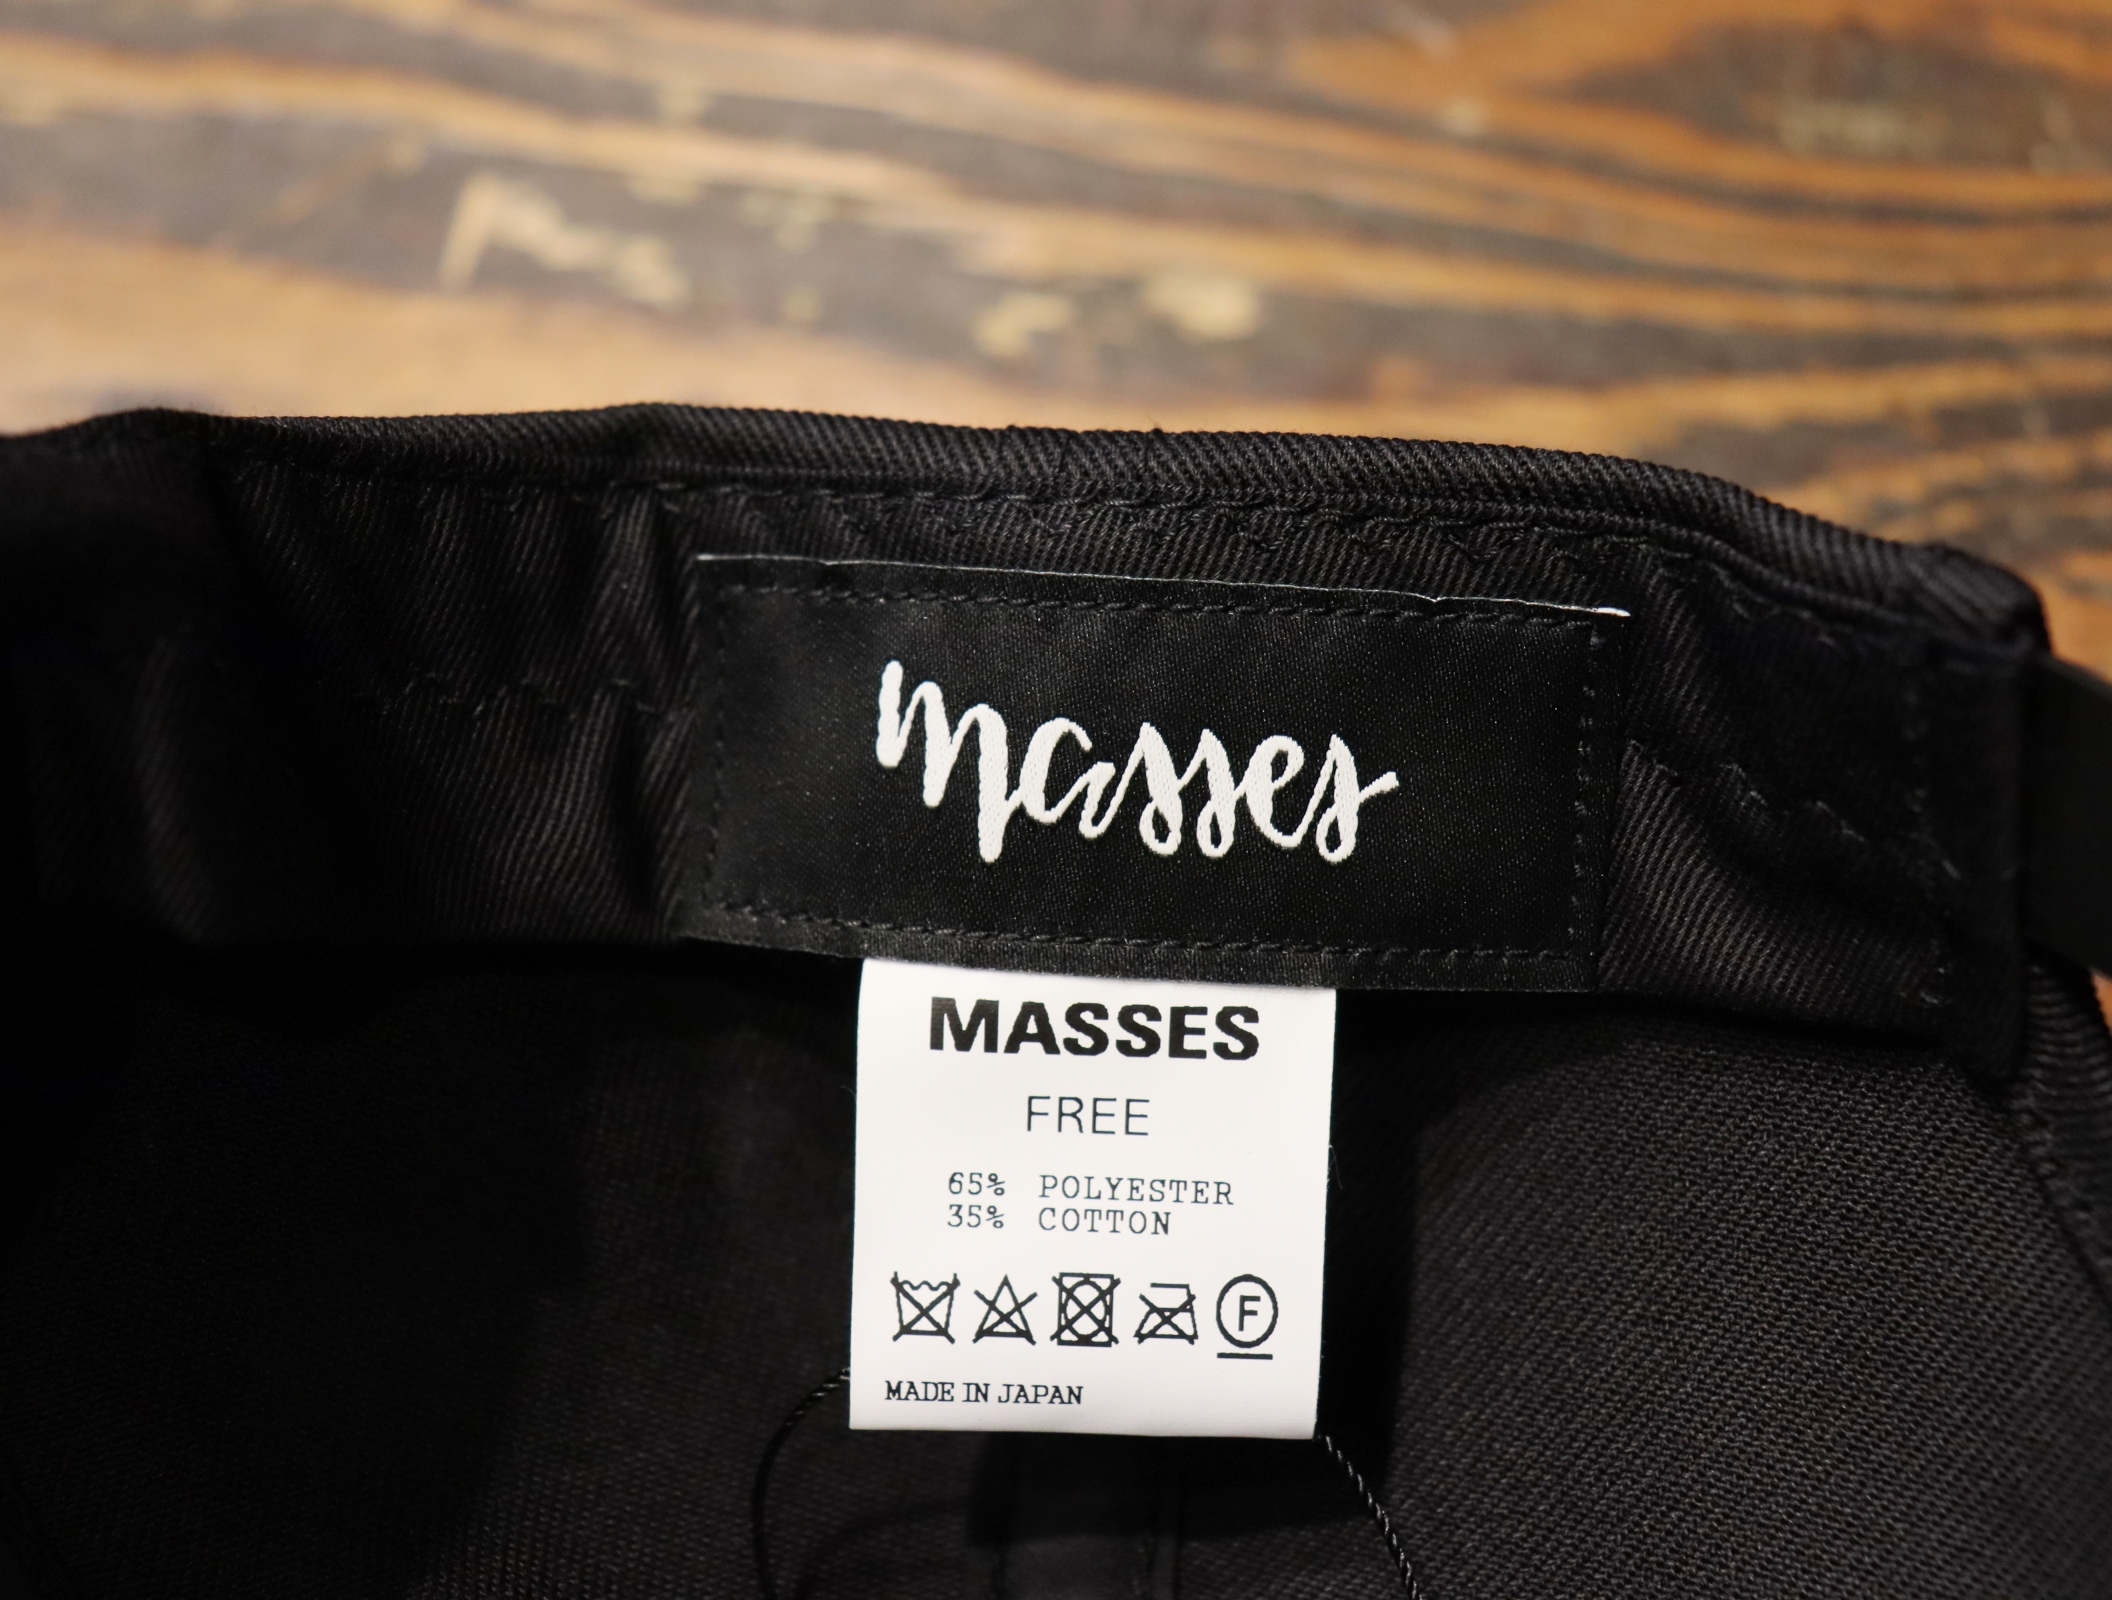 masses
MASSES
FREE
65% POLYESTER
35% COTTON
F
MADE IN JAPAN